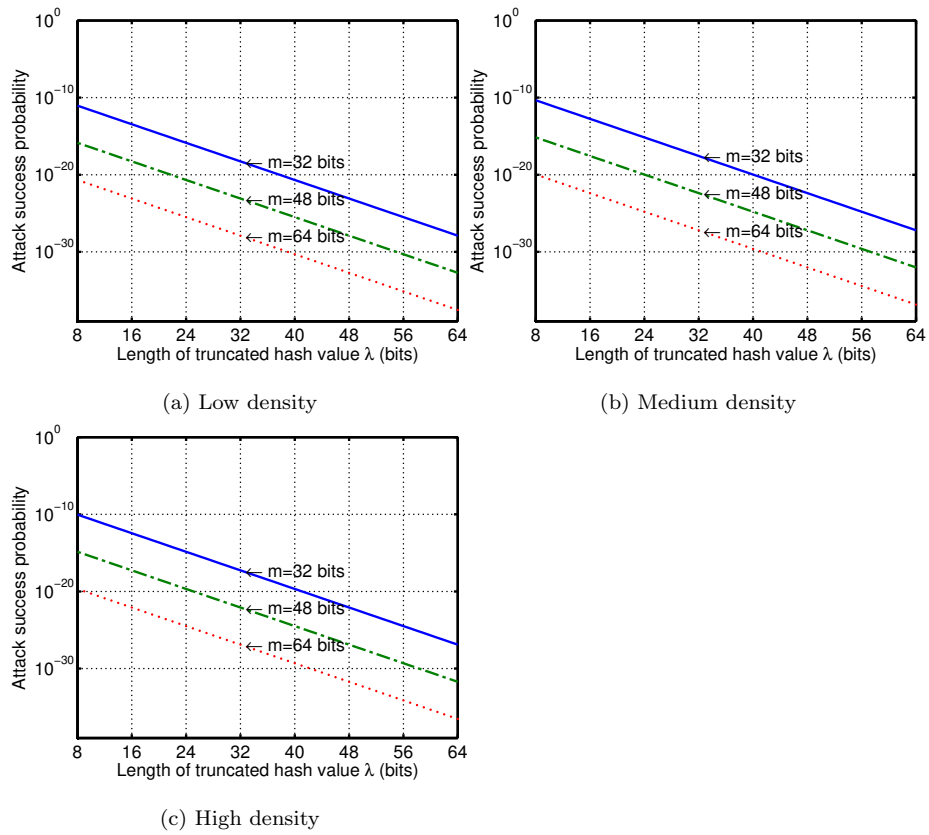 10^0
10^-10
10^-20
10^-30
Attack success probability
← m=32 bits
← m=48 bits
← m=64 bits
8 16 24 32 40 48 56 64
Length of truncated hash value λ (bits)
(a) Low density
10^0
10^-10
10^-20
10^-30
Attack success probability
← m=32 bits
← m=48 bits
← m=64 bits
8 16 24 32 40 48 56 64
Length of truncated hash value λ (bits)
(b) Medium density
10^0
10^-10
10^-20
10^-30
Attack success probability
← m=32 bits
← m=48 bits
← m=64 bits
8 16 24 32 40 48 56 64
Length of truncated hash value λ (bits)
(c) High density